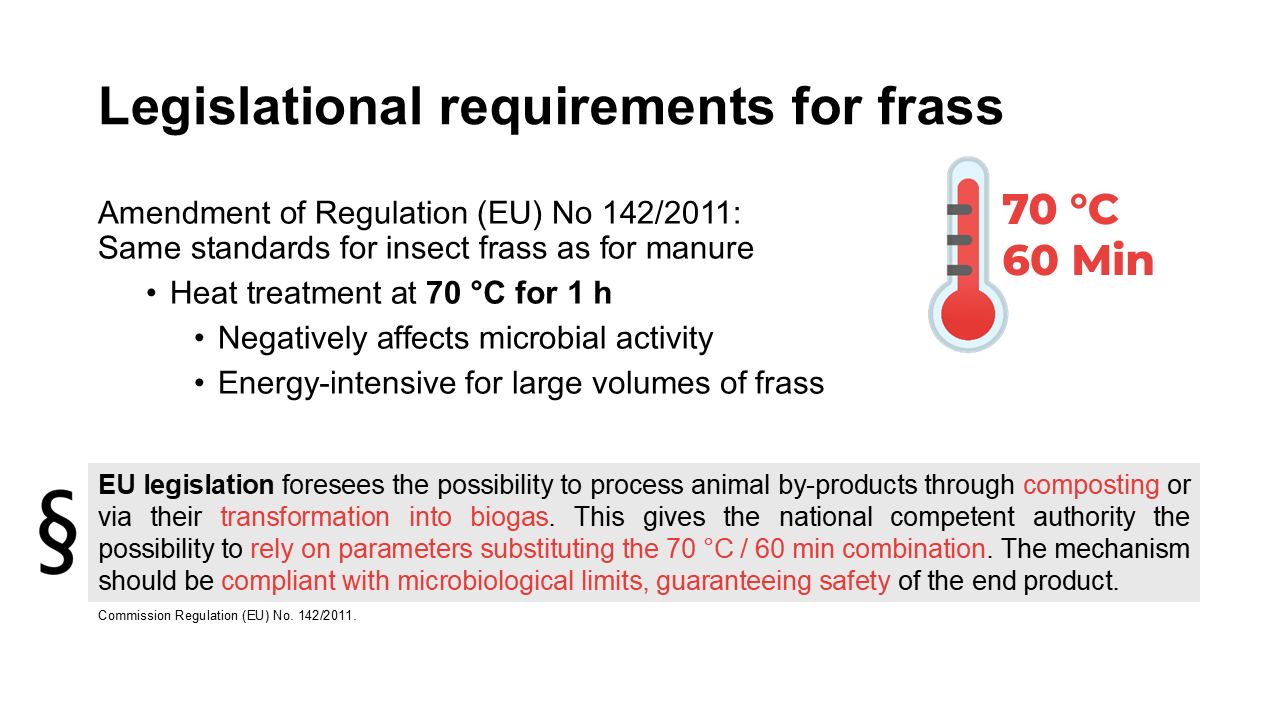 Legislational requirements for frass
70 °C
60 Min
Amendment of Regulation (EU) No 142/2011:
Same standards for insect frass as for manure
• Heat treatment at 70 °C for 1 h
• Negatively affects microbial activity
• Energy-intensive for large volumes of frass
§
EU legislation foresees the possibility to process animal by-products through composting or
via their transformation into biogas. This gives the national competent authority the
possibility to rely on parameters substituting the 70 °C / 60 min combination. The mechanism
should be compliant with microbiological limits, guaranteeing safety of the end product.
Commission Regulation (EU) No. 142/2011.